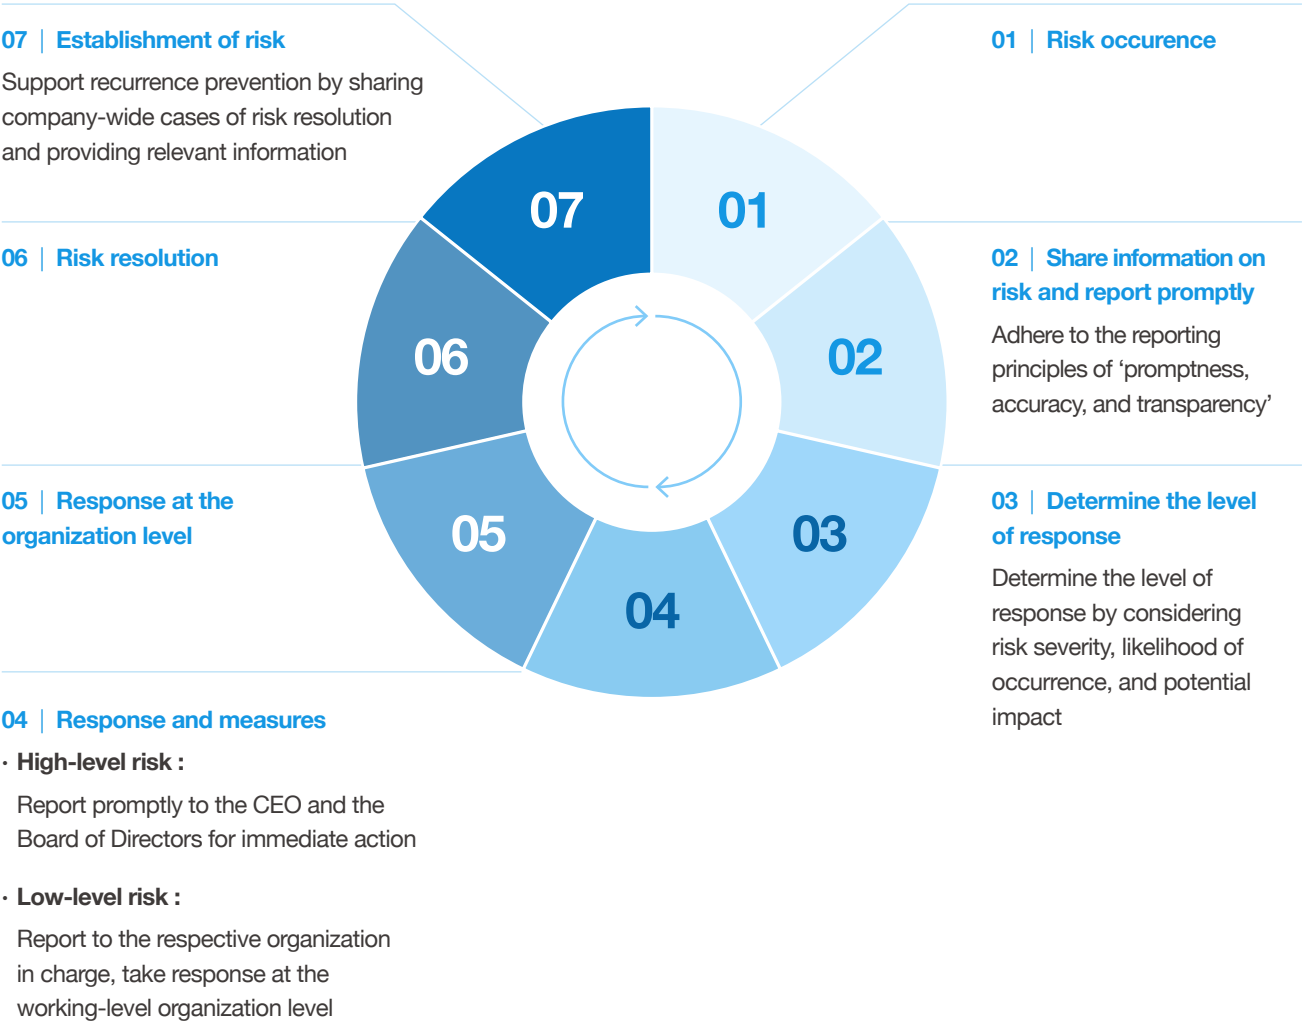 07 | Establishment of risk
Support recurrence prevention by sharing
company-wide cases of risk resolution
and providing relevant information
01 | Risk occurence
07
01
06 | Risk resolution
02 | Share information on
risk and report promptly
Adhere to the reporting
principles of ‘promptness,
accuracy, and transparency’
06
02
05 | Response at the
organization level
03 | Determine the level
of response
Determine the level of
response by considering
risk severity, likelihood of
occurrence, and potential
impact
05
03
04
04 | Response and measures
· High-level risk :
Report promptly to the CEO and the
Board of Directors for immediate action
· Low-level risk :
Report to the respective organization
in charge, take response at the
working-level organization level